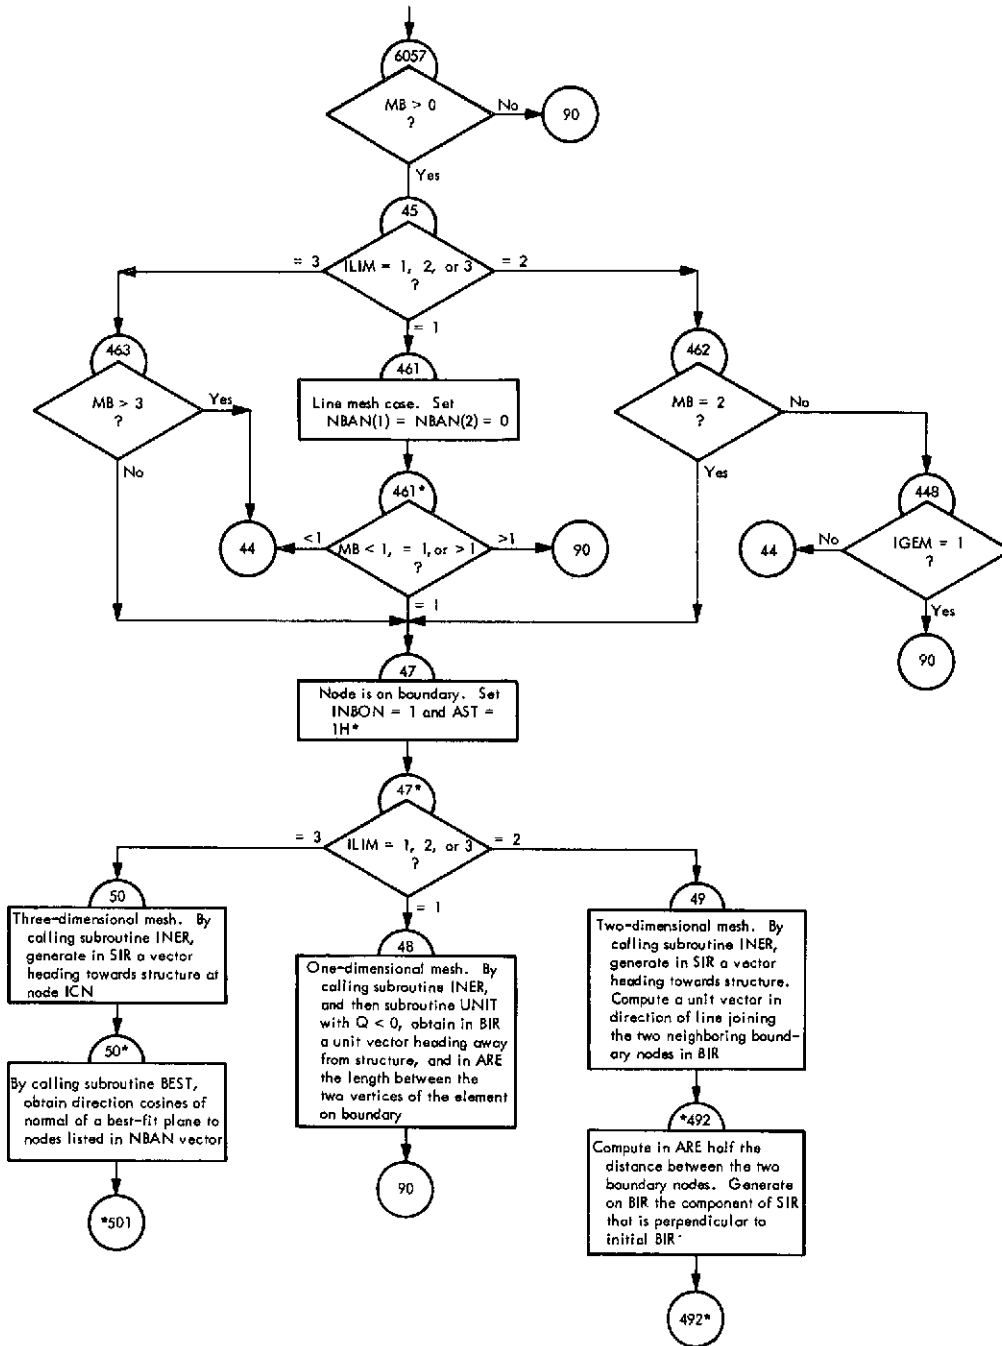 6057
MB > 0
?
No
90
Yes
45
ILIM = 1, 2, or 3
?
= 3
= 2
= 1
463
MB > 3
?
Yes
No
461
Line mesh case. Set
NBAN(1) = NBAN(2) = 0
462
MB = 2
?
No
Yes
461*
MB < 1, = 1, or > 1
?
<1
>1
= 1
44
90
448
IGEM = 1
?
No
44
Yes
90
47
Node is on boundary. Set
INBON = 1 and AST =
1H*
47*
ILIM = 1, 2, or 3
?
= 3
= 2
= 1
50
Three-dimensional mesh. By
calling subroutine INER,
generate in SIR a vector
heading towards structure at
node ICN
50*
By calling subroutine BEST,
obtain direction cosines of
normal of a best-fit plane to
nodes listed in NBAN vector
*501
48
One-dimensional mesh. By
calling subroutine INER,
and then subroutine UNIT
with Q < 0, obtain in BIR
a unit vector heading away
from structure, and in ARE
the length between the
two vertices of the element
on boundary
90
49
Two-dimensional mesh. By
calling subroutine INER,
generate in SIR a vector
heading towards structure.
Compute a unit vector in
direction of line joining
the two neighboring bound-
ary nodes in BIR
*492
Compute in ARE half the
distance between the two
boundary nodes. Generate
on BIR the component of SIR
that is perpendicular to
initial BIR
492*